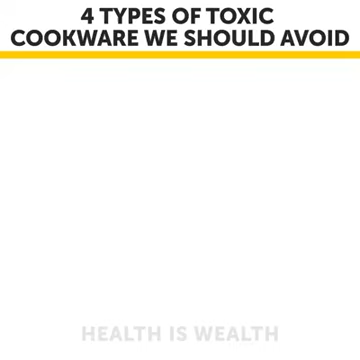 4 TYPES OF TOXIC
COOKWARE WE SHOULD AVOID
HEALTH IS WEALTH